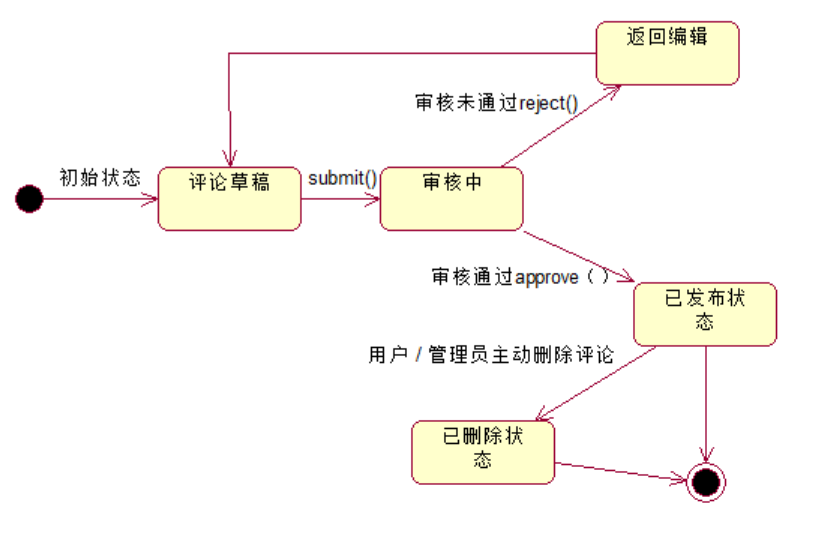 返回编辑
审核未通过reject()
初始状态
评论草稿
submit()
审核中
审核通过approve（）
已发布状
态
用户 / 管理员主动删除评论
已删除状
态